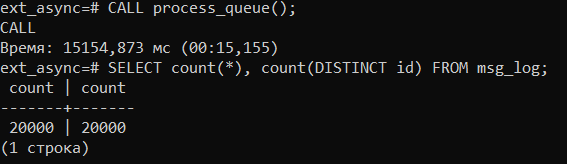 ext_async=# CALL process_queue();
CALL
Время: 15154,873 мс (00:15,155)
ext_async=# SELECT count(*), count(DISTINCT id) FROM msg_log;
 count | count
-------+-------
 20000 | 20000
(1 строка)